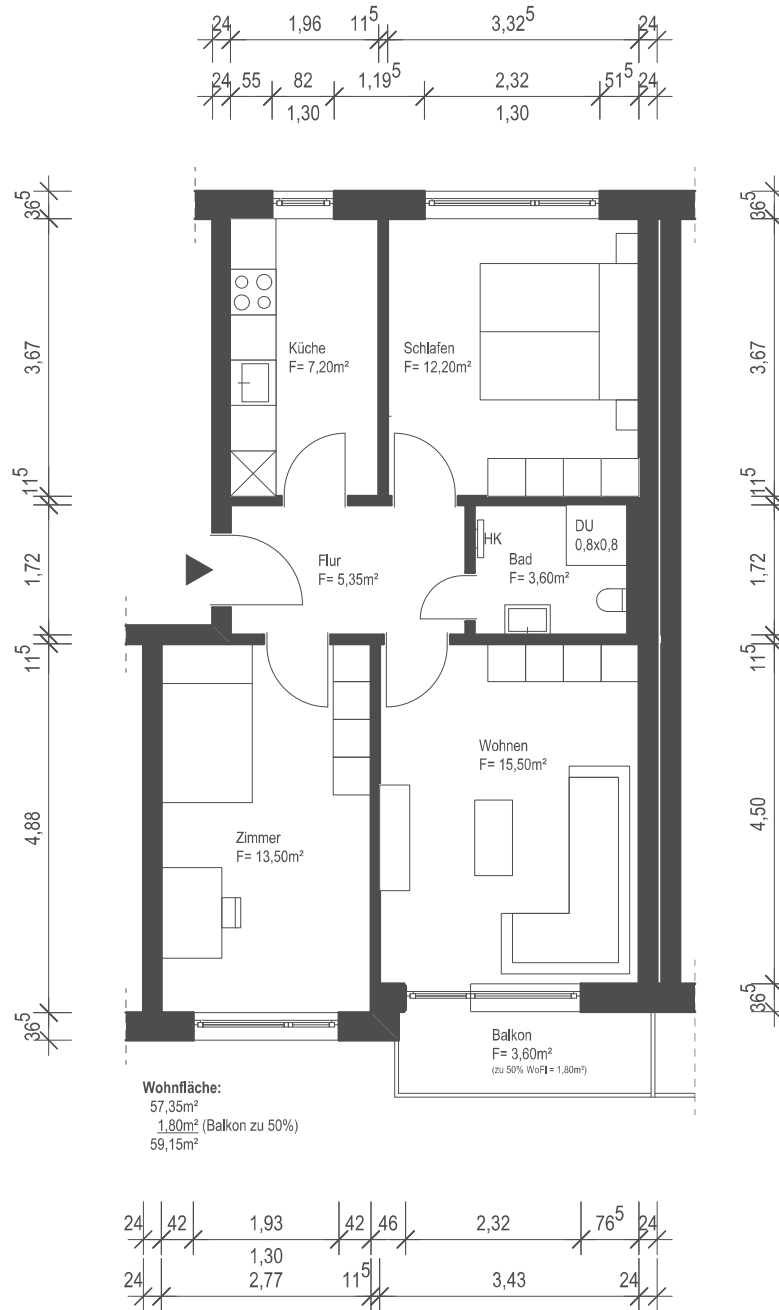 24 1,96 11⁵ 3,32⁵ 24
24 55 82 1,19⁵ 2,32 51⁵ 24
1,30 1,30
36⁵ 36⁵
3,67 3,67
Küche
F= 7,20m²
Schlafen
F= 12,20m²
11⁵ 11⁵
DU
0,8x0,8
HK
Bad
F= 3,60m²
Flur
F= 5,35m²
1,72 1,72
11⁵ 11⁵
Wohnen
F= 15,50m²
4,88 4,50
Zimmer
F= 13,50m²
36⁵ 36⁵
Balkon
F= 3,60m²
(zu 50% WoFl = 1,80m²)
Wohnfläche:
57,35m²
1,80m² (Balkon zu 50%)
59,15m²
24 42 1,93 42 46 2,32 76⁵ 24
1,30
24 2,77 11⁵ 3,43 24